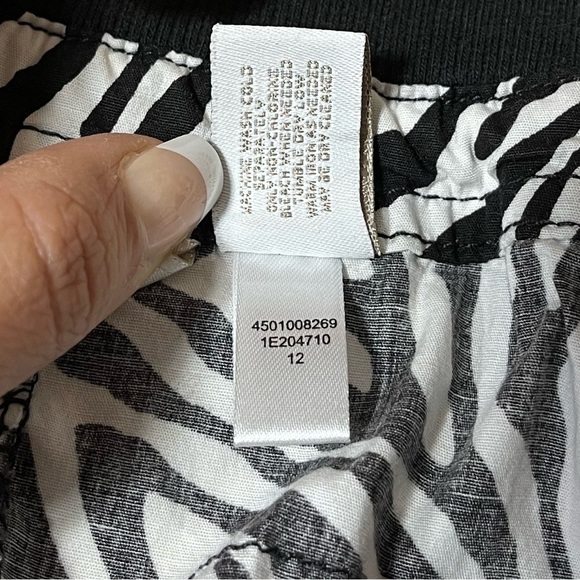 MACHINE WASH COLD
SEPARATELY
ONLY NON-CHLORINE
BLEACH WHEN NEEDED
TUMBLE DRY LOW
WARM IRON AS NEEDED
MAY BE DRY CLEANED
4501008269
1E204710
12